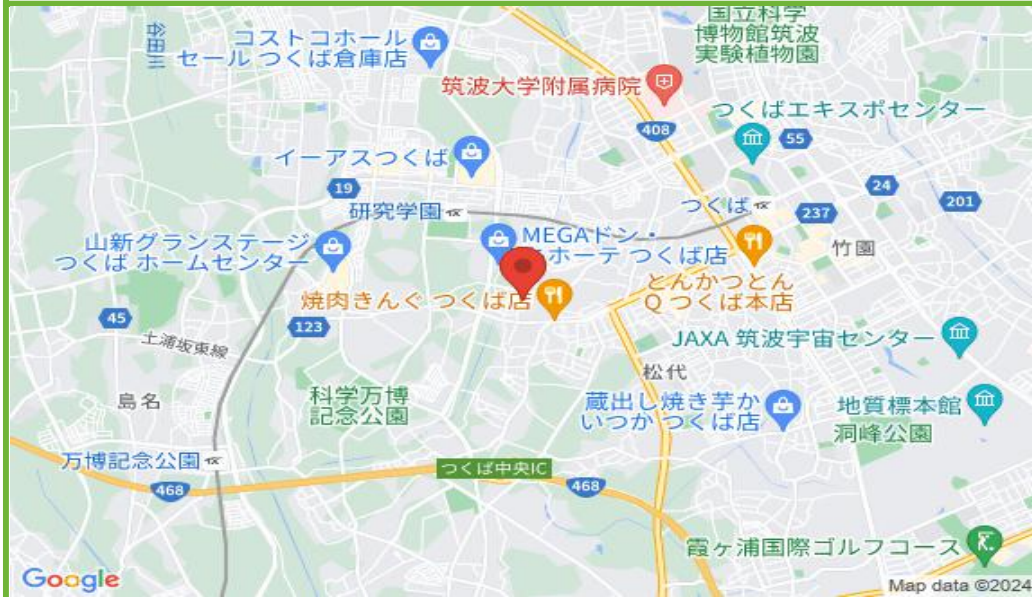 国立科学
博物館筑波
実験植物園
谷田川
コストコホール
セール つくば倉庫店
筑波大学附属病院
408
つくばエキスポセンター
55
イーアスつくば
19
24
201
研究学園
つくば
237
山新グランステージ
つくば ホームセンター
MEGAドン・
ホーテ つくば店
竹園
焼肉きんぐ つくば店
とんかつとん
Q つくば本店
45
123
土浦坂東線
JAXA 筑波宇宙センター
松代
島名
科学万博
記念公園
蔵出し焼き芋か
いつか つくば店
地質標本館
洞峰公園
万博記念公園
つくば中央IC
468
468
霞ヶ浦国際ゴルフコース
Google
Map data ©2024